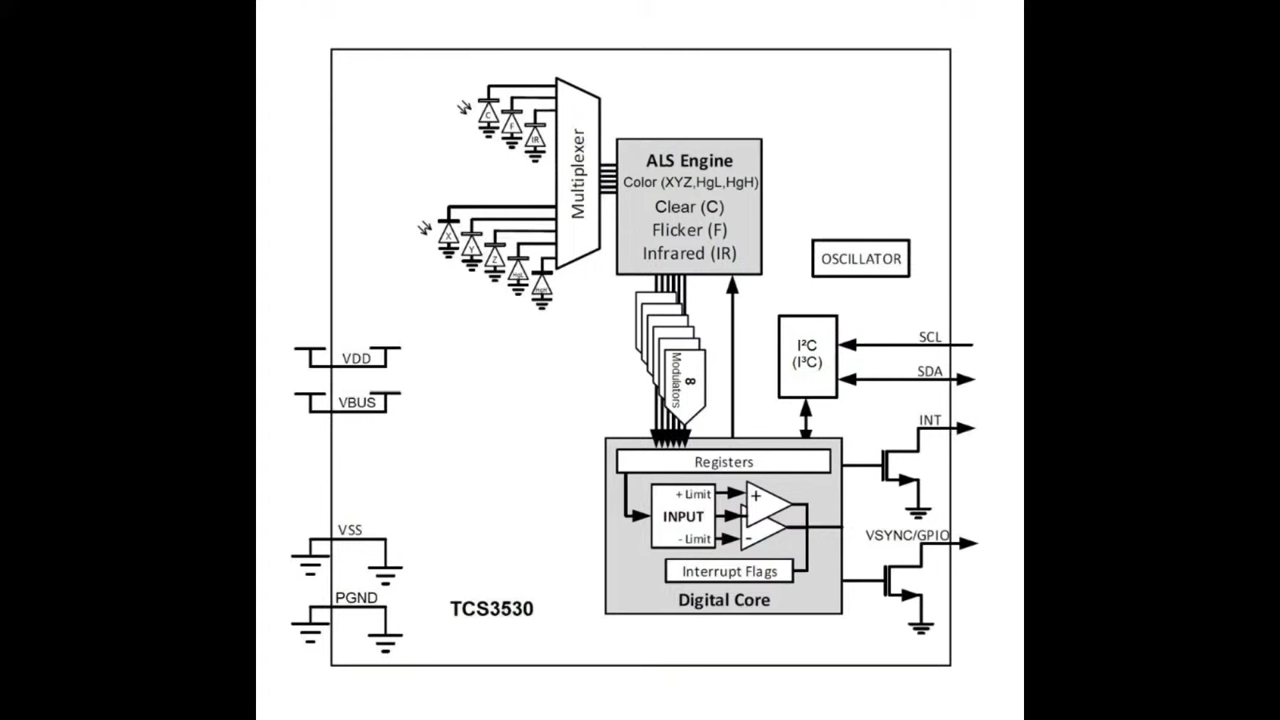 C
F
IR
Multiplexer
ALS Engine
Color (XYZ,HgL,HgH)
Clear (C)
Flicker (F)
Infrared (IR)
X
Y
Z
OSCILLATOR
I²C
(I³C)
SCL
SDA
VDD
VBUS
8
Modulators
INT
Registers
+ Limit
+
INPUT
- Limit
-
VSYNC/GPIO
VSS
Interrupt Flags
PGND
Digital Core
TCS3530